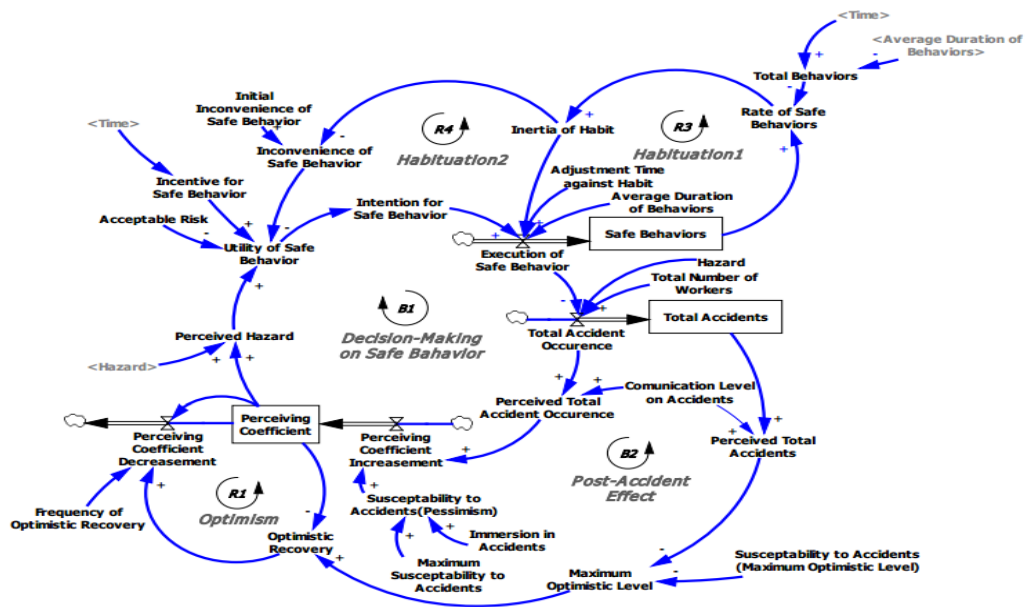 <Time>
<Average Duration of
Behaviors>
+
-
Total Behaviors
-
Rate of Safe
Behaviors
+
Initial
Inconvenience of
Safe Behavior
+
-
Inconvenience of
Safe Behavior
R4
Habituation2
+
Inertia of Habit
R3
Habituation1
<Time>
Incentive for
Safe Behavior
Acceptable Risk
+
-
-
Utility of Safe
Behavior
+
Intention for
Safe Behavior
Adjustment Time
against Habit
Average Duration
of Behaviors
+
+
Safe Behaviors
Execution of
Safe Behavior
Hazard
Total Number of
Workers
-
+
Total Accidents
Total Accident
Occurence
B1
Decision-Making
on Safe Bahavior
Perceived Hazard
+
+
<Hazard>
+
+
Comunication Level
on Accidents
Perceived Total
Accident Occurence
+
+
Perceived Total
Accidents
Perceiving
Coefficient
Perceiving
Coefficient
Decreasement
+
Perceiving
Coefficient
Increasement
+
+
B2
Post-Accident
Effect
R1
Optimism
Frequency of
Optimistic Recovery
-
Optimistic
Recovery
+
Susceptability to
Accidents(Pessimism)
+
+
Immersion in
Accidents
Maximum
Susceptability to
Accidents
-
-
Maximum
Optimistic Level
Susceptability to Accidents
(Maximum Optimistic Level)